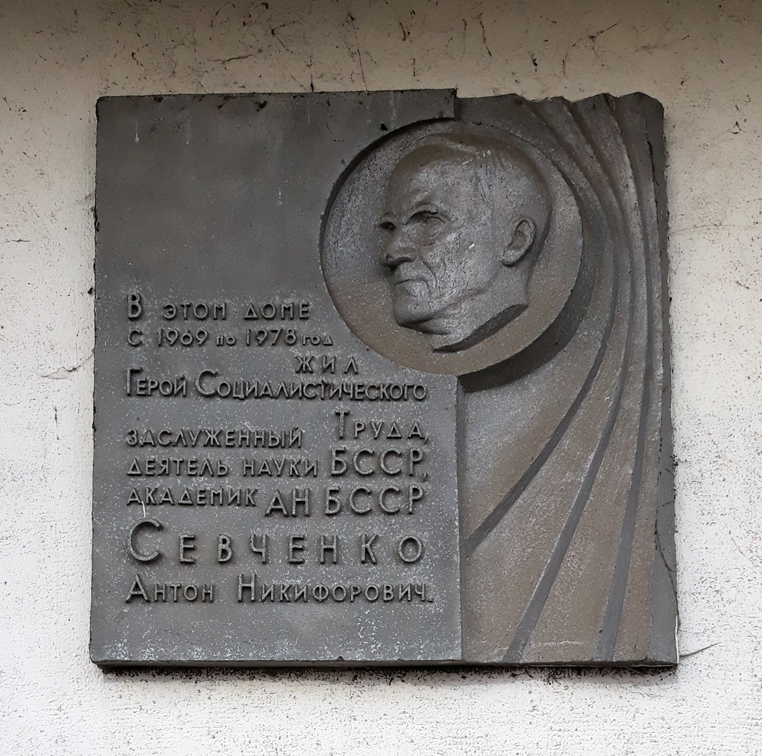 В этом доме
с 1969 по 1978 год
жил
Герой Социалистического
Труда,
заслуженный
деятель науки БССР,
академик АН БССР
Севченко
Антон Никифорович.